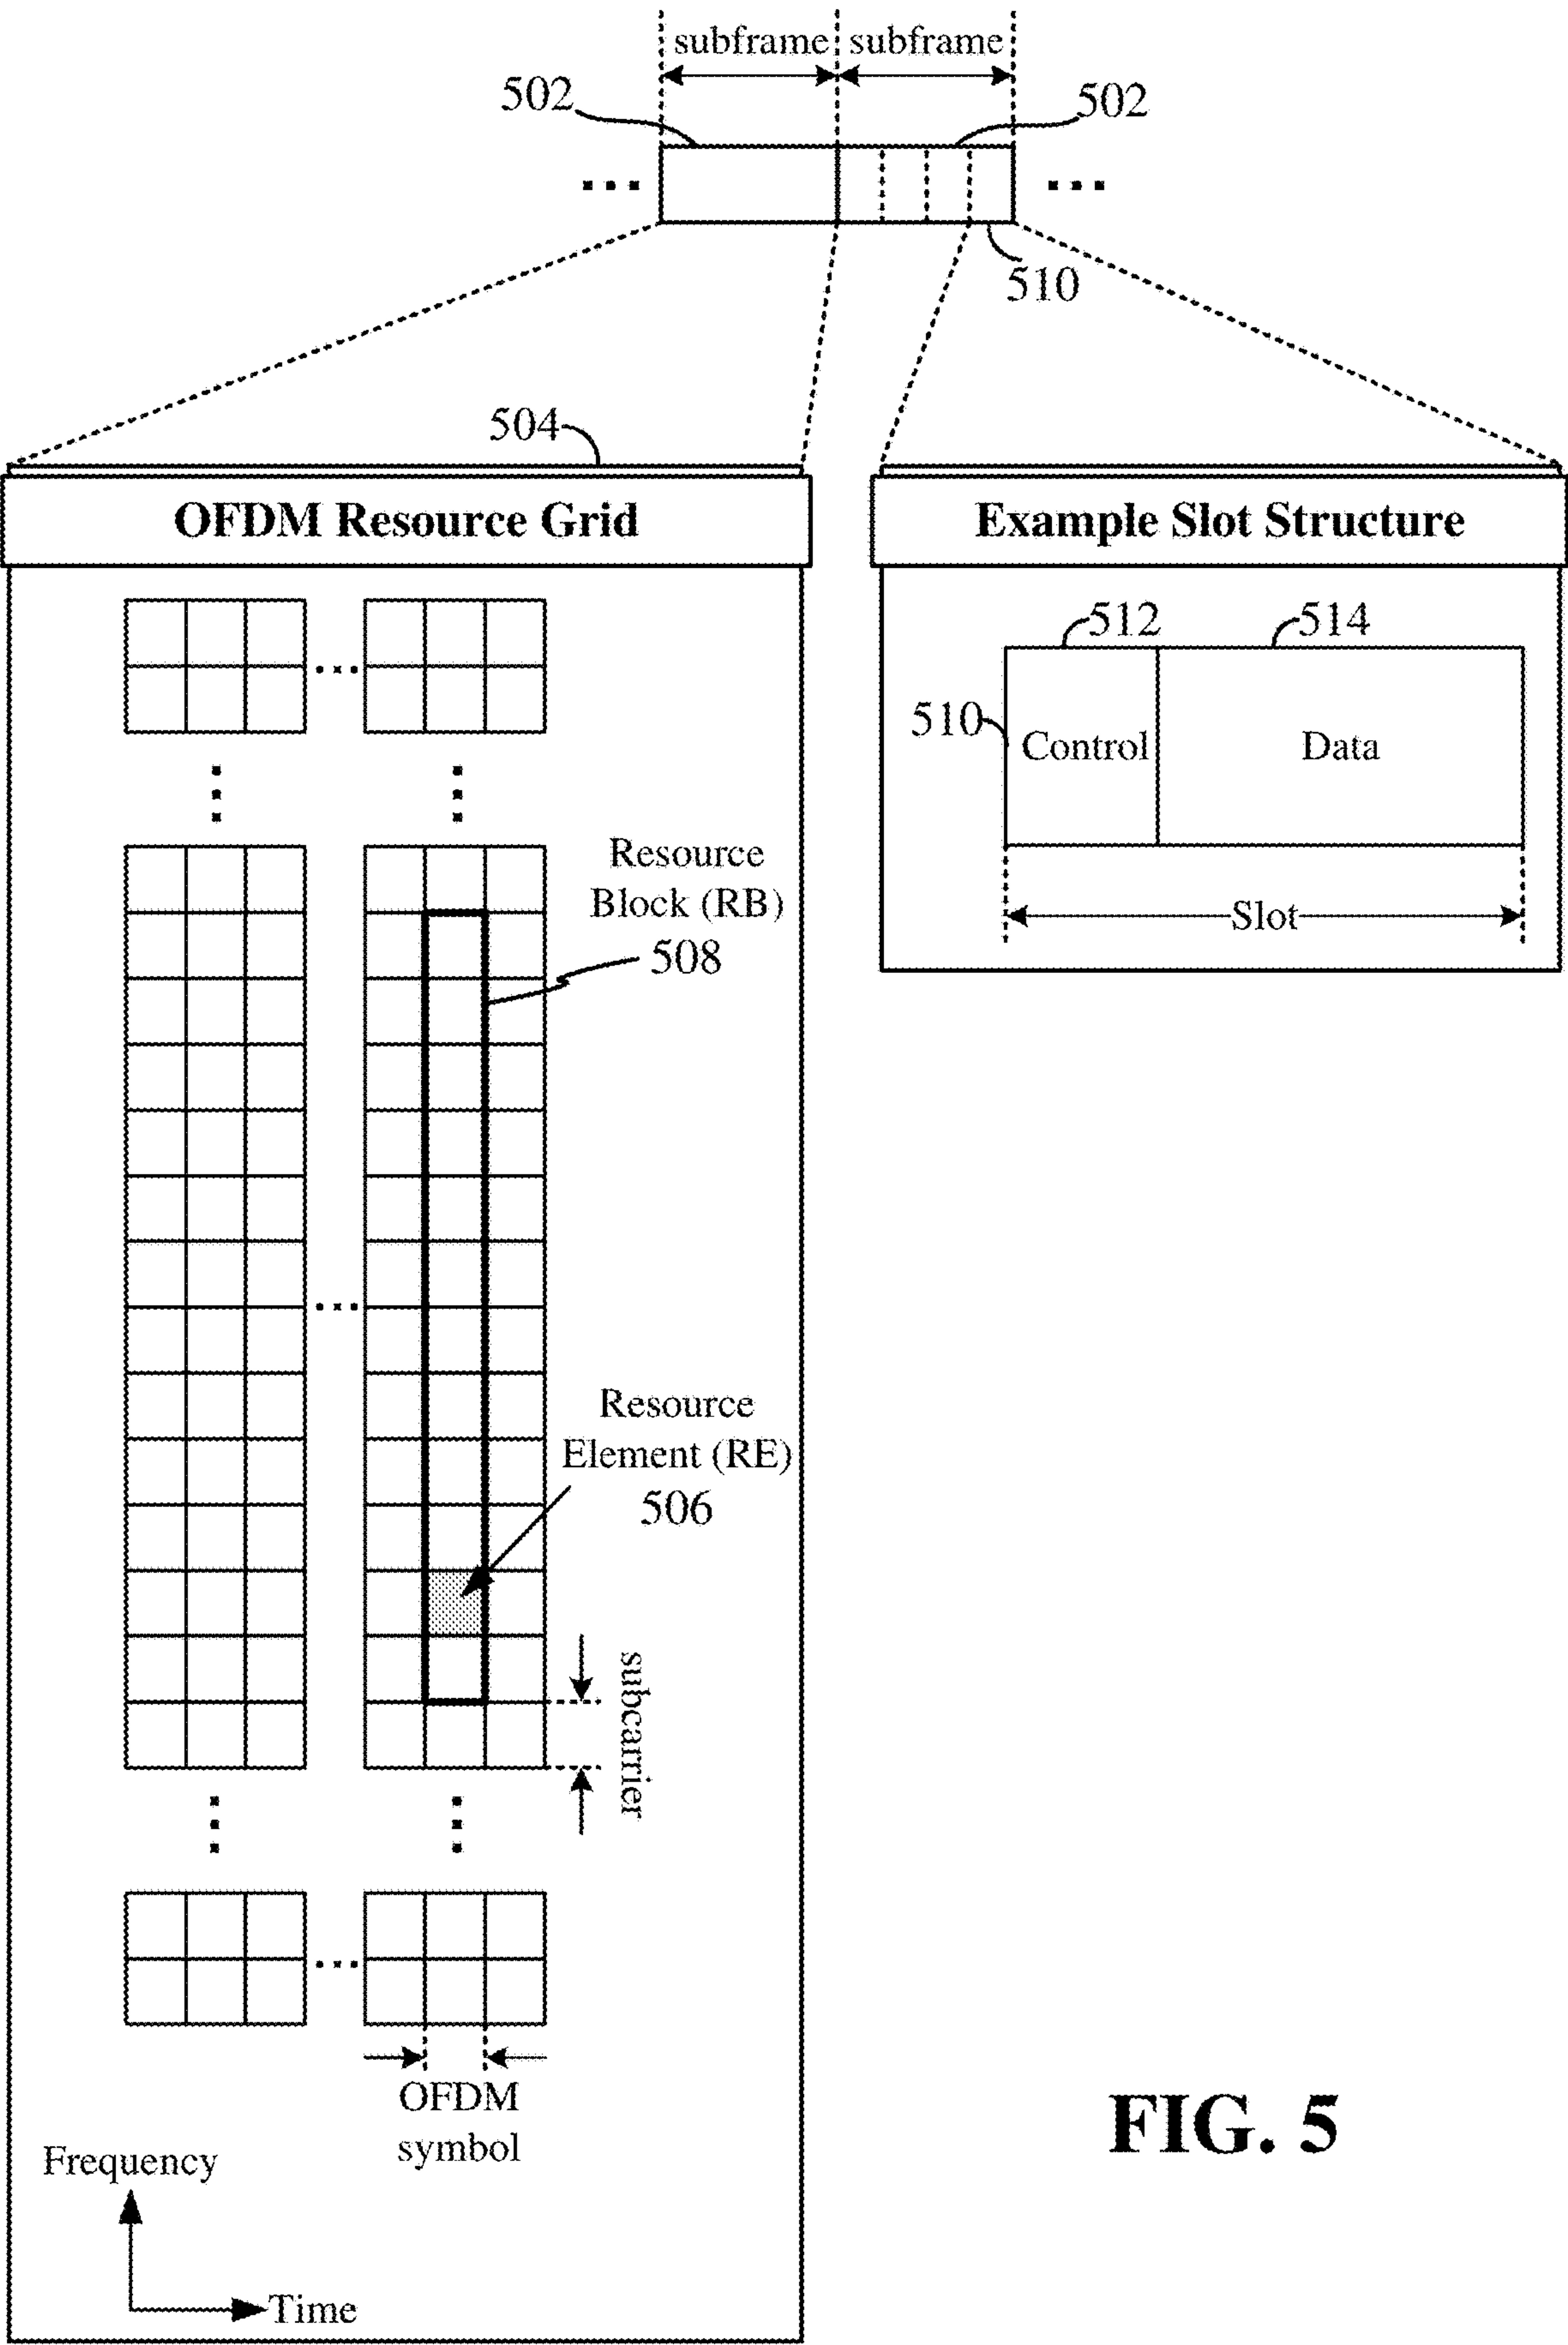 subframe subframe
502 502
510
504
OFDM Resource Grid
Example Slot Structure
512 514
510
Control Data
Slot
Resource
Block (RB)
508
Resource
Element (RE)
506
subcarrier
OFDM
symbol
Frequency
Time
FIG. 5